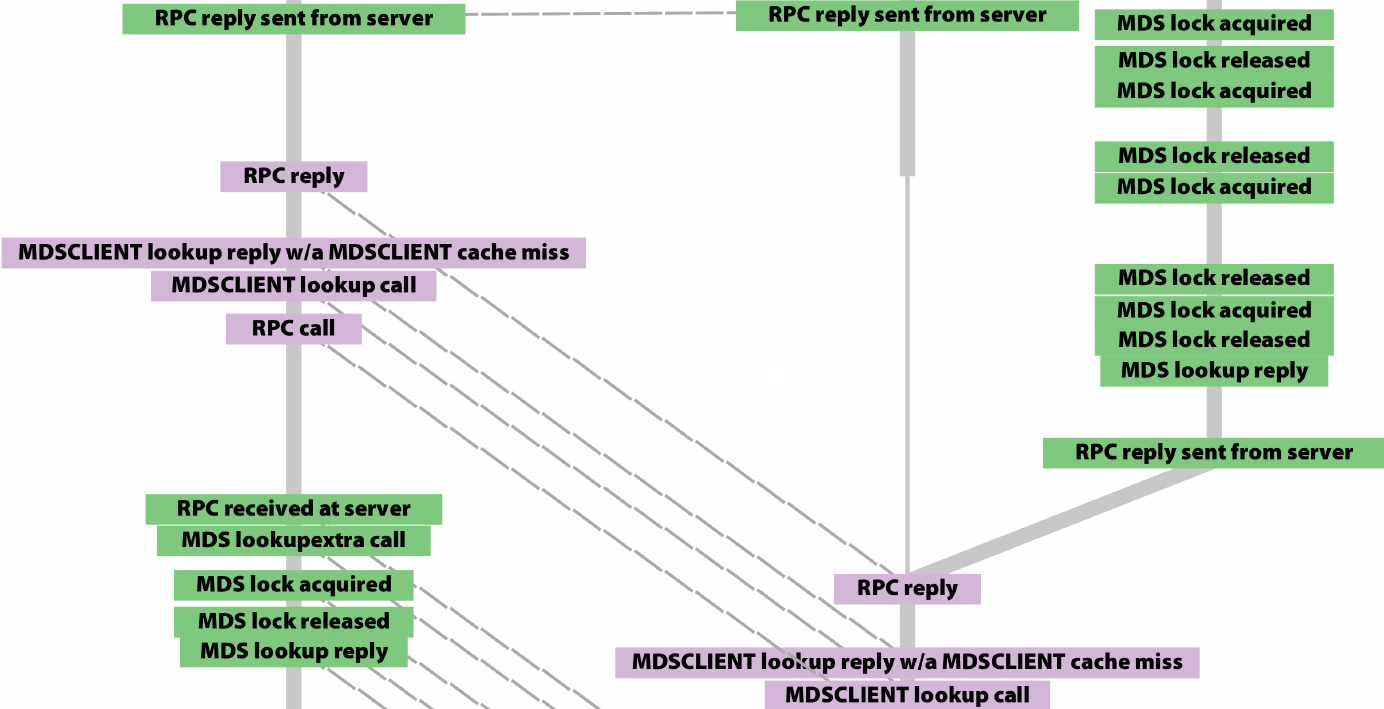 RPC reply sent from server
RPC reply
MDSCLIENT lookup reply w/a MDSCLIENT cache miss
MDSCLIENT lookup call
RPC call
RPC received at server
MDS lookupextra call
MDS lock acquired
MDS lock released
MDS lookup reply
RPC reply sent from server
RPC reply
MDSCLIENT lookup reply w/a MDSCLIENT cache miss
MDSCLIENT lookup call
MDS lock acquired
MDS lock released
MDS lock acquired
MDS lock released
MDS lock acquired
MDS lock released
MDS lock acquired
MDS lock released
MDS lookup reply
RPC reply sent from server